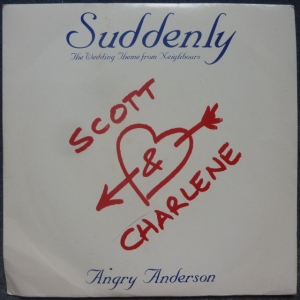 Suddenly
The Wedding Theme from Neighbours
SCOTT
&
CHARLENE
Angry Anderson